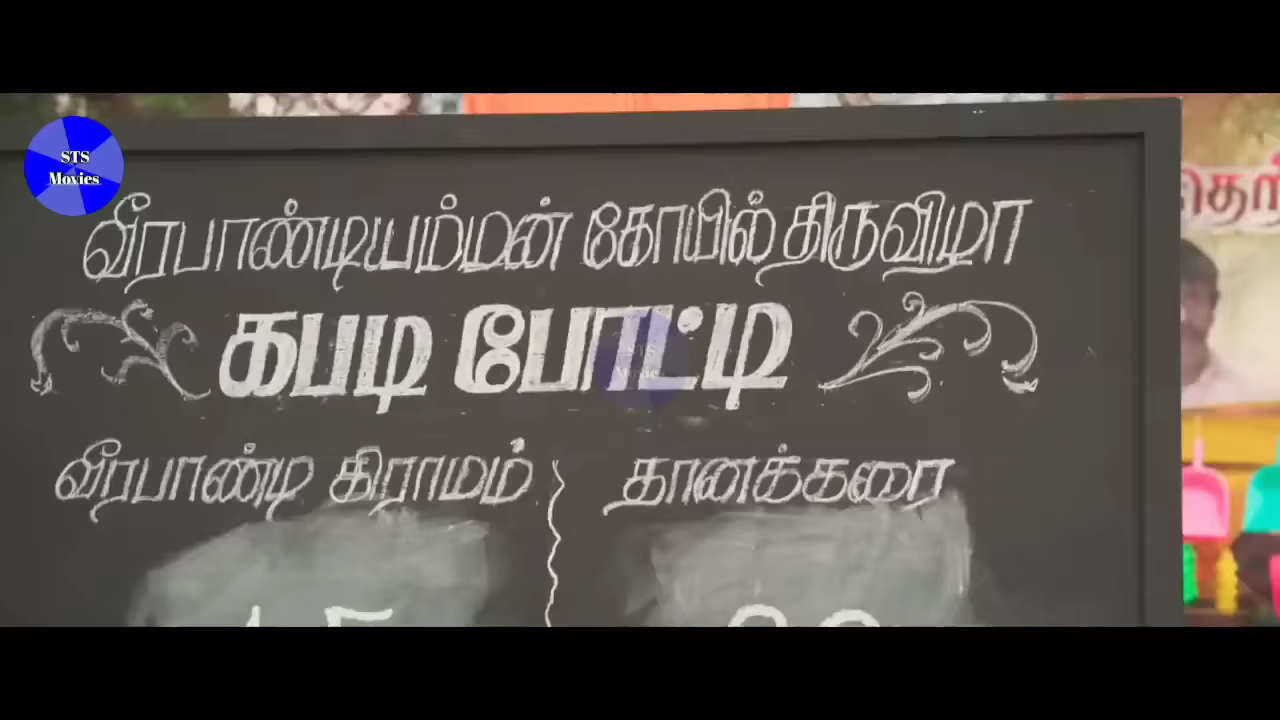 STS
Movies
வீரபாண்டியம்மன் கோயில் திருவிழா
கபடி போட்டி
வீரபாண்டி கிராமம்
தானக்கரை